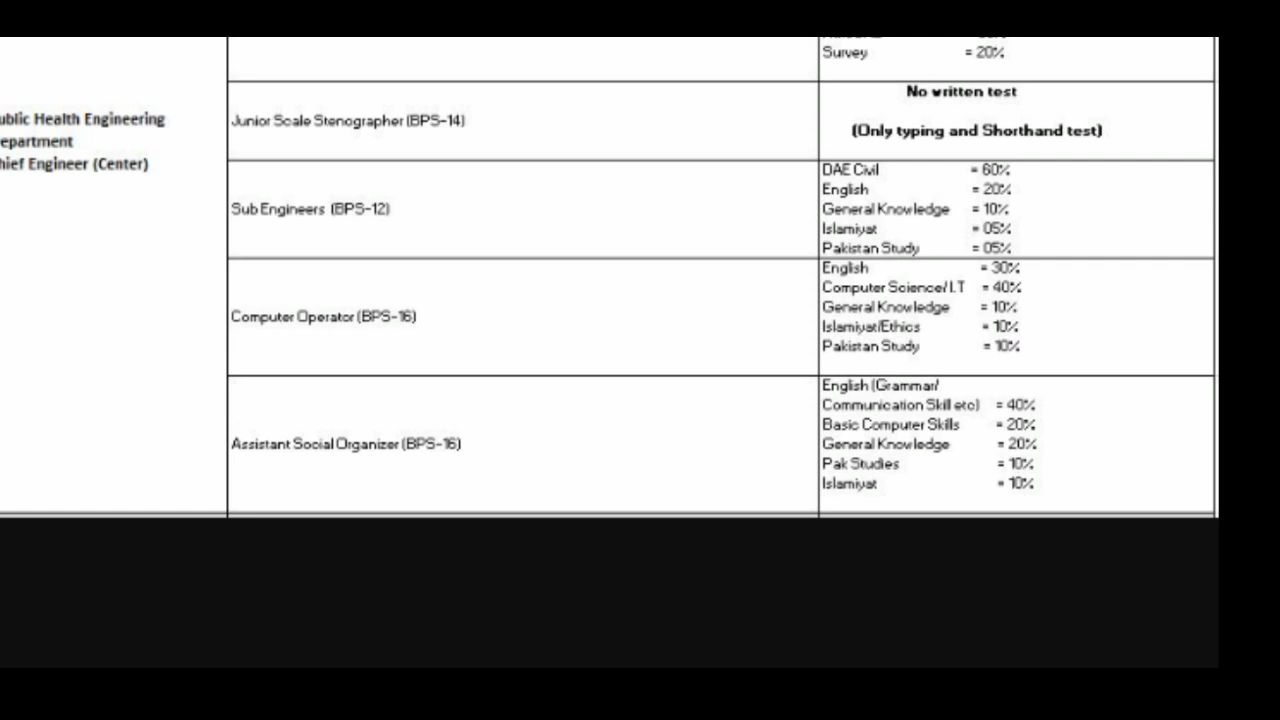 Survey = 20%
No written test
Junior Scale Stenographer (BPS-14)
(Only typing and Shorthand test)
ublic Health Engineering
epartment
hief Engineer (Center)
Sub Engineers (BPS-12)
DAE Civil = 60%
English = 20%
General Knowledge = 10%
Islamiyat = 05%
Pakistan Study = 05%
Computer Operator (BPS-16)
English = 30%
Computer Science/I.T = 40%
General Knowledge = 10%
Islamiyat/Ethics = 10%
Pakistan Study = 10%
Assistant Social Organizer (BPS-16)
English (Grammar/
Communication Skill etc) = 40%
Basic Computer Skills = 20%
General Knowledge = 20%
Pak Studies = 10%
Islamiyat = 10%